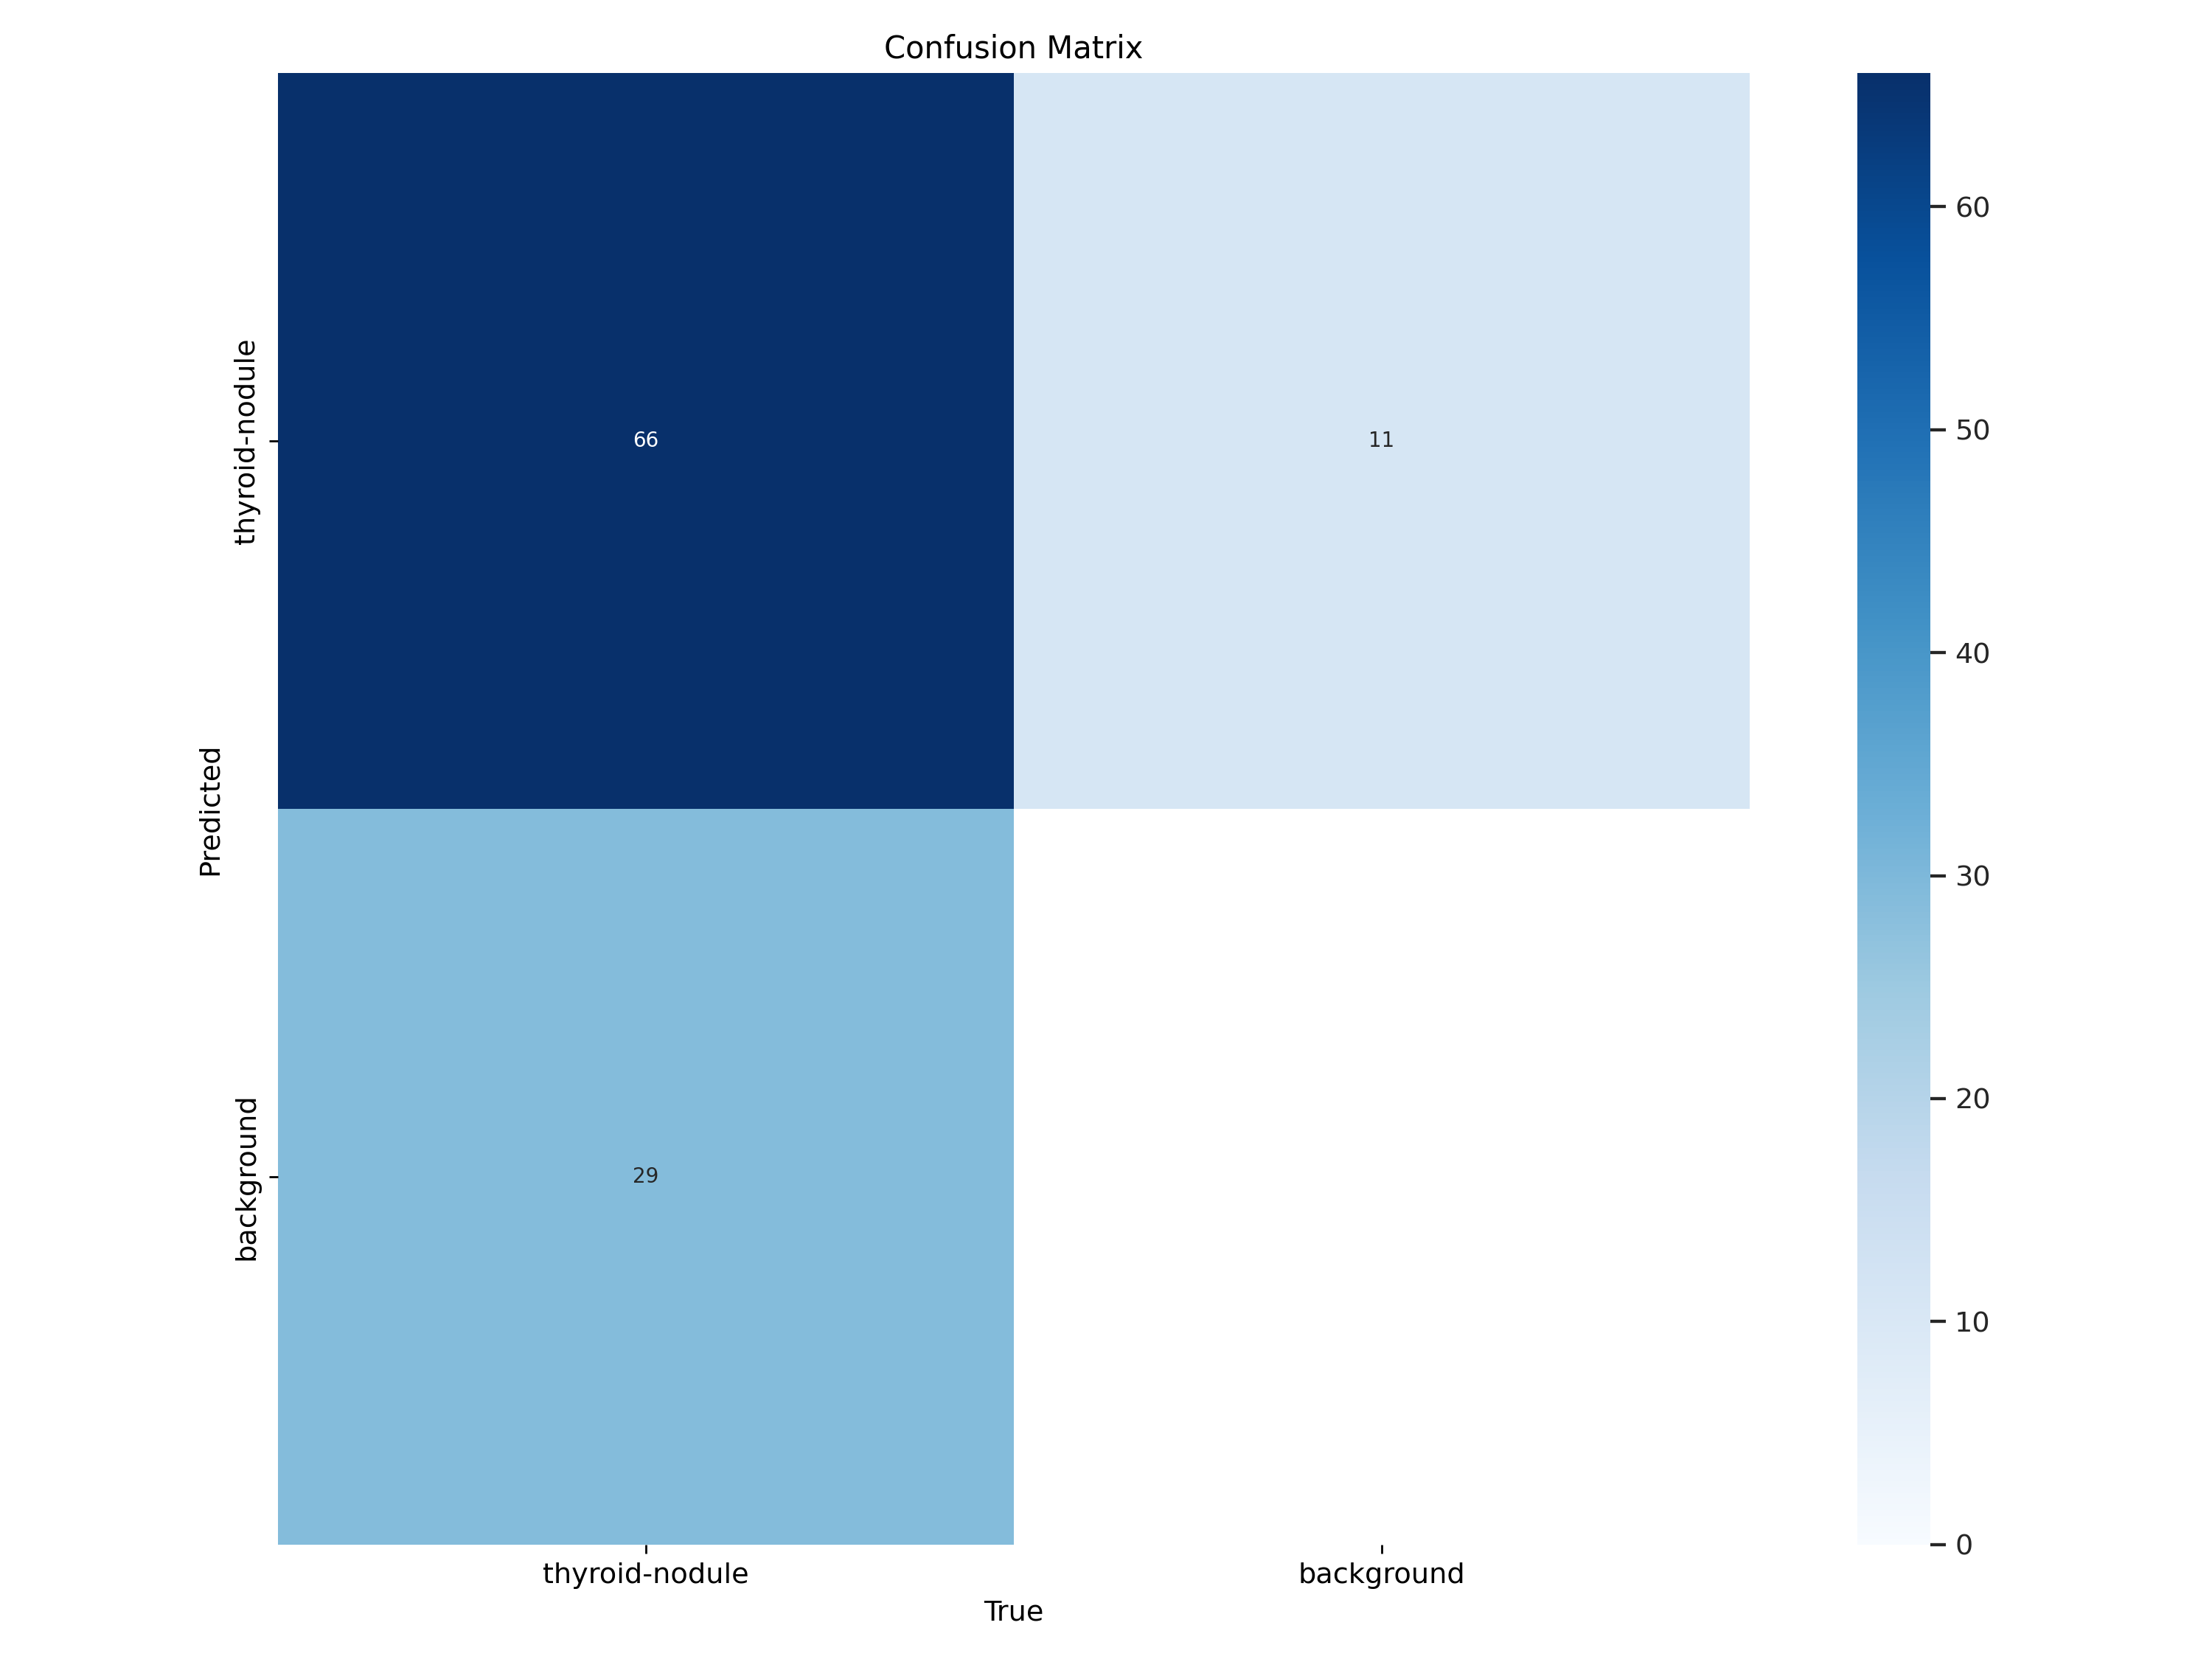 Confusion Matrix
thyroid-nodule
background
Predicted
66
11
29
thyroid-nodule
background
True
60
50
40
30
20
10
0